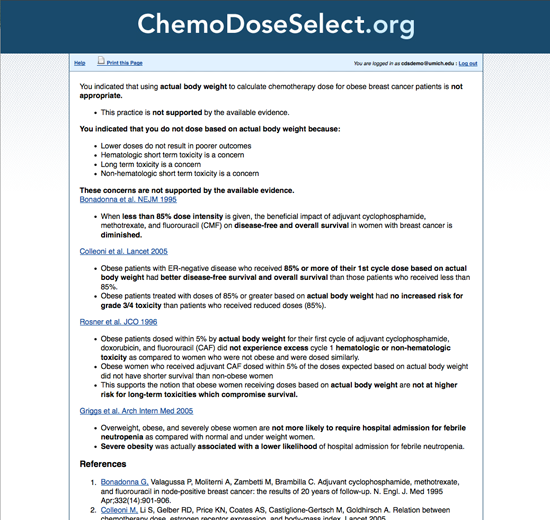 ChemoDoseSelect.org
Help Print this Page You are logged in as cdsdemo@umich.edu : Log out
You indicated that using actual body weight to calculate chemotherapy dose for obese breast cancer patients is not
appropriate.
• This practice is not supported by the available evidence.
You indicated that you do not dose based on actual body weight because:
• Lower doses do not result in poorer outcomes
• Hematologic short term toxicity is a concern
• Long term toxicity is a concern
• Non-hematologic short term toxicity is a concern
These concerns are not supported by the available evidence.
Bonadonna et al. NEJM 1995
• When less than 85% dose intensity is given, the beneficial impact of adjuvant cyclophosphamide,
methotrexate, and fluorouracil (CMF) on disease-free and overall survival in women with breast cancer is
diminished.
Colleoni et al. Lancet 2005
• Obese patients with ER-negative disease who received 85% or more of their 1st cycle dose based on actual
body weight had better disease-free survival and overall survival than those patients who received less than
85%.
• Obese patients treated with doses of 85% or greater based on actual body weight had no increased risk for
grade 3/4 toxicity than patients who received reduced doses (85%).
Rosner et al. JCO 1996
• Obese patients dosed within 5% by actual body weight for their first cycle of adjuvant cyclophosphamide,
doxorubicin, and fluorouracil (CAF) did not experience excess cycle 1 hematologic or non-hematologic
toxicity as compared to women who were not obese and were dosed similarly.
• Obese women who received adjuvant CAF dosed within 5% of the doses expected based on actual body weight
did not have shorter survival than non-obese women
• This supports the notion that obese women receiving doses based on actual body weight are not at higher
risk for long-term toxicities which compromise survival.
Griggs et al. Arch Intern Med 2005
• Overweight, obese, and severely obese women are not more likely to require hospital admission for febrile
neutropenia as compared with normal and under weight women.
• Severe obesity was actually associated with a lower likelihood of hospital admission for febrile neutropenia.
References
1. Bonadonna G, Valagussa P, Moliterni A, Zambetti M, Brambilla C. Adjuvant cyclophosphamide, methotrexate,
and fluorouracil in node-positive breast cancer: the results of 20 years of follow-up. N. Engl. J. Med 1995
Apr;332(14):901-906.
2. Colleoni M, Li S, Gelber RD, Price KN, Coates AS, Castiglione-Gertsch M, Goldhirsch A. Relation between
chemotherapy dose, estrogen receptor expression, and body-mass index. Lancet 2005